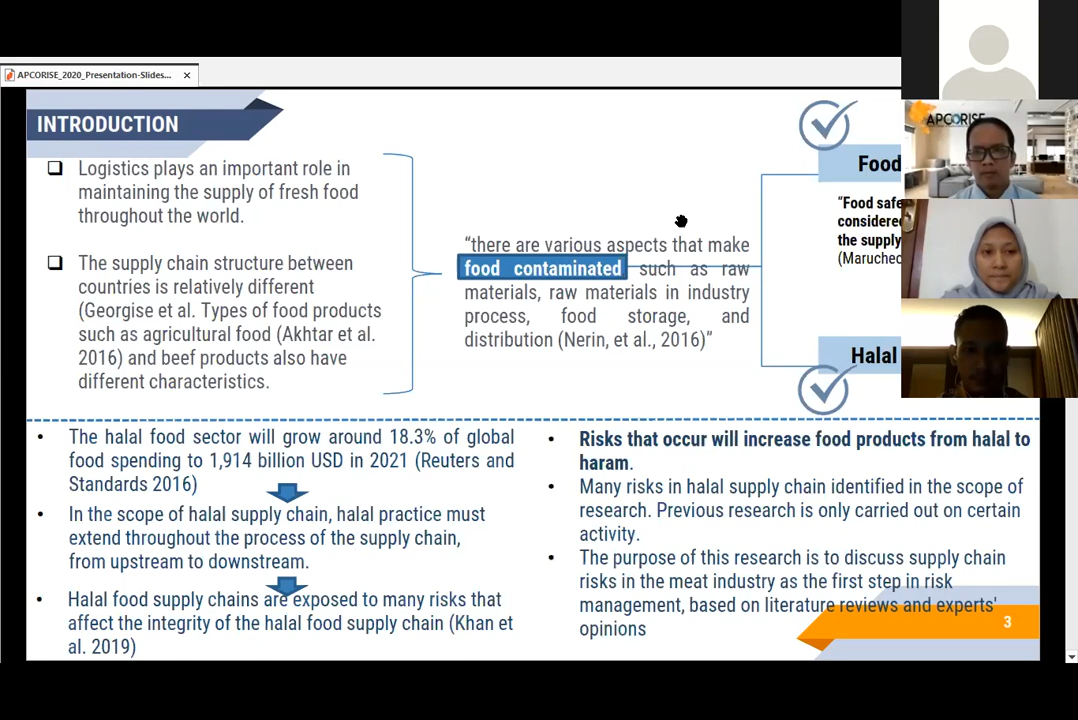 APCORISE_2020_Presentation-Slides...
APCORISE
INTRODUCTION
Logistics plays an important role in
maintaining the supply of fresh food
throughout the world.
The supply chain structure between
countries is relatively different
(Georgise et al. Types of food products
such as agricultural food (Akhtar et al.
2016) and beef products also have
different characteristics.
“there are various aspects that make
food contaminated such as raw
materials, raw materials in industry
process, food storage, and
distribution (Nerin, et al., 2016)”
Food
"Food safe
considered
the supply
(Maruchec
Halal
The halal food sector will grow around 18.3% of global
food spending to 1,914 billion USD in 2021 (Reuters and
Standards 2016)
In the scope of halal supply chain, halal practice must
extend throughout the process of the supply chain,
from upstream to downstream.
Halal food supply chains are exposed to many risks that
affect the integrity of the halal food supply chain (Khan et
al. 2019)
Risks that occur will increase food products from halal to
haram.
Many risks in halal supply chain identified in the scope of
research. Previous research is only carried out on certain
activity.
The purpose of this research is to discuss supply chain
risks in the meat industry as the first step in risk
management, based on literature reviews and experts'
opinions
3